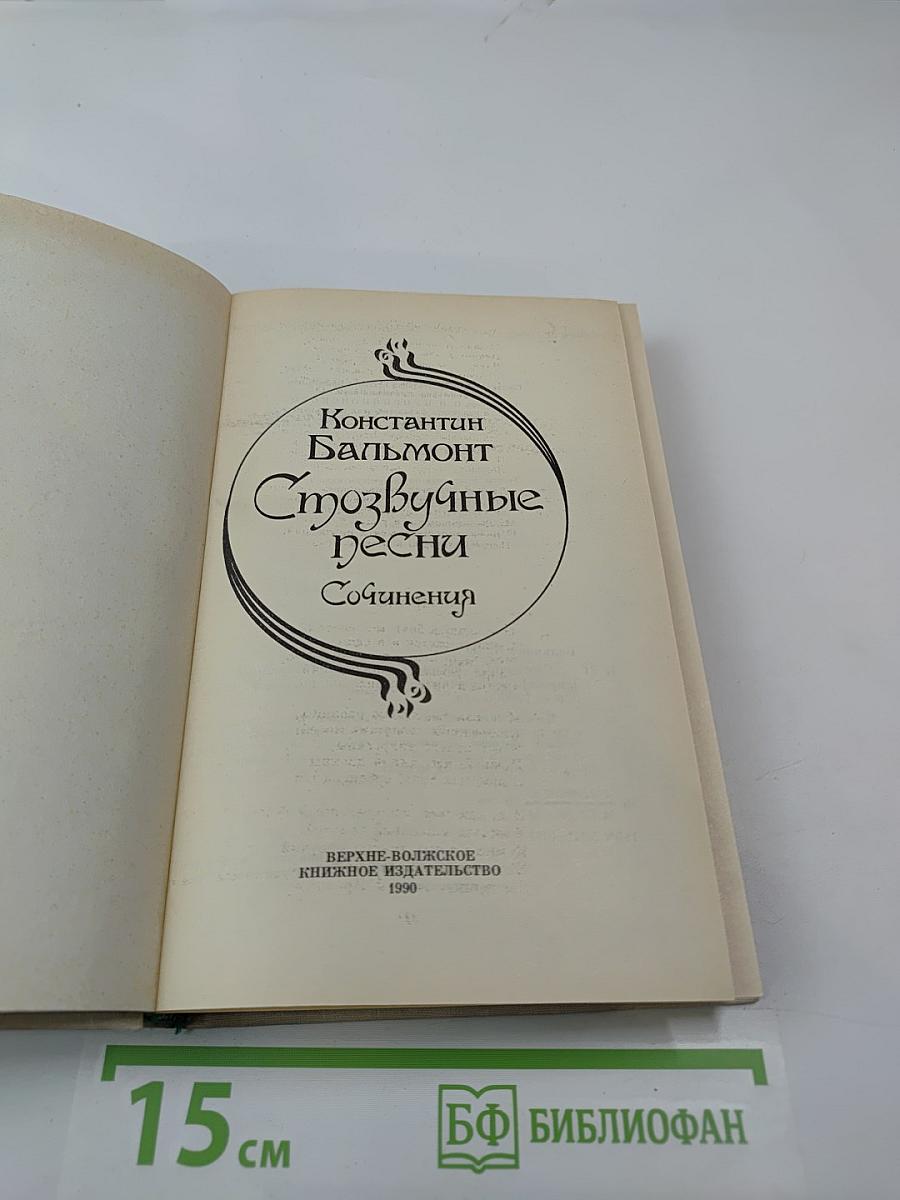 Константин
Бальмонт
Стозвучные
песни
Сочинения
ВЕРХНЕ-ВОЛЖСКОЕ
КНИЖНОЕ ИЗДАТЕЛЬСТВО
1990
15 см
БФ БИБЛИОФАН